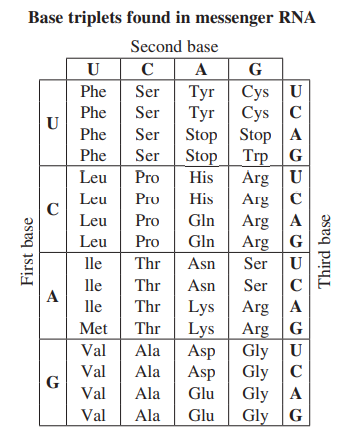 Base triplets found in messenger RNA
Second base
U C A G
First base
Third base
U
Phe Ser Tyr Cys U
Phe Ser Tyr Cys C
Phe Ser Stop Stop A
Phe Ser Stop Trp G
C
Leu Pro His Arg U
Leu Pro His Arg C
Leu Pro Gln Arg A
Leu Pro Gln Arg G
A
lle Thr Asn Ser U
lle Thr Asn Ser C
lle Thr Lys Arg A
Met Thr Lys Arg G
G
Val Ala Asp Gly U
Val Ala Asp Gly C
Val Ala Glu Gly A
Val Ala Glu Gly G